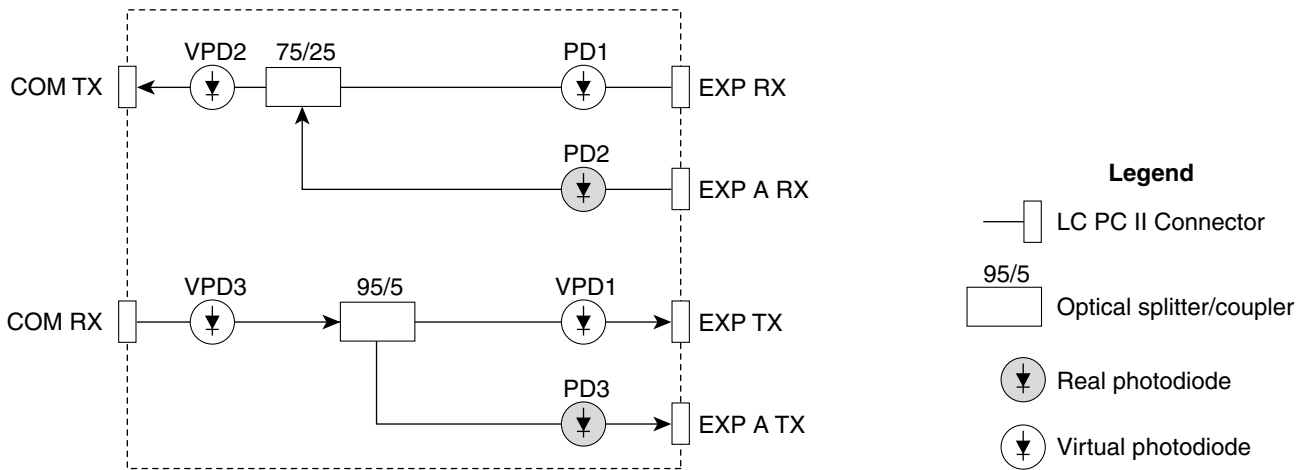 VPD2
75/25
PD1
COM TX
EXP RX
PD2
EXP A RX
VPD3
95/5
VPD1
COM RX
EXP TX
PD3
EXP A TX
Legend
LC PC II Connector
95/5
Optical splitter/coupler
Real photodiode
Virtual photodiode